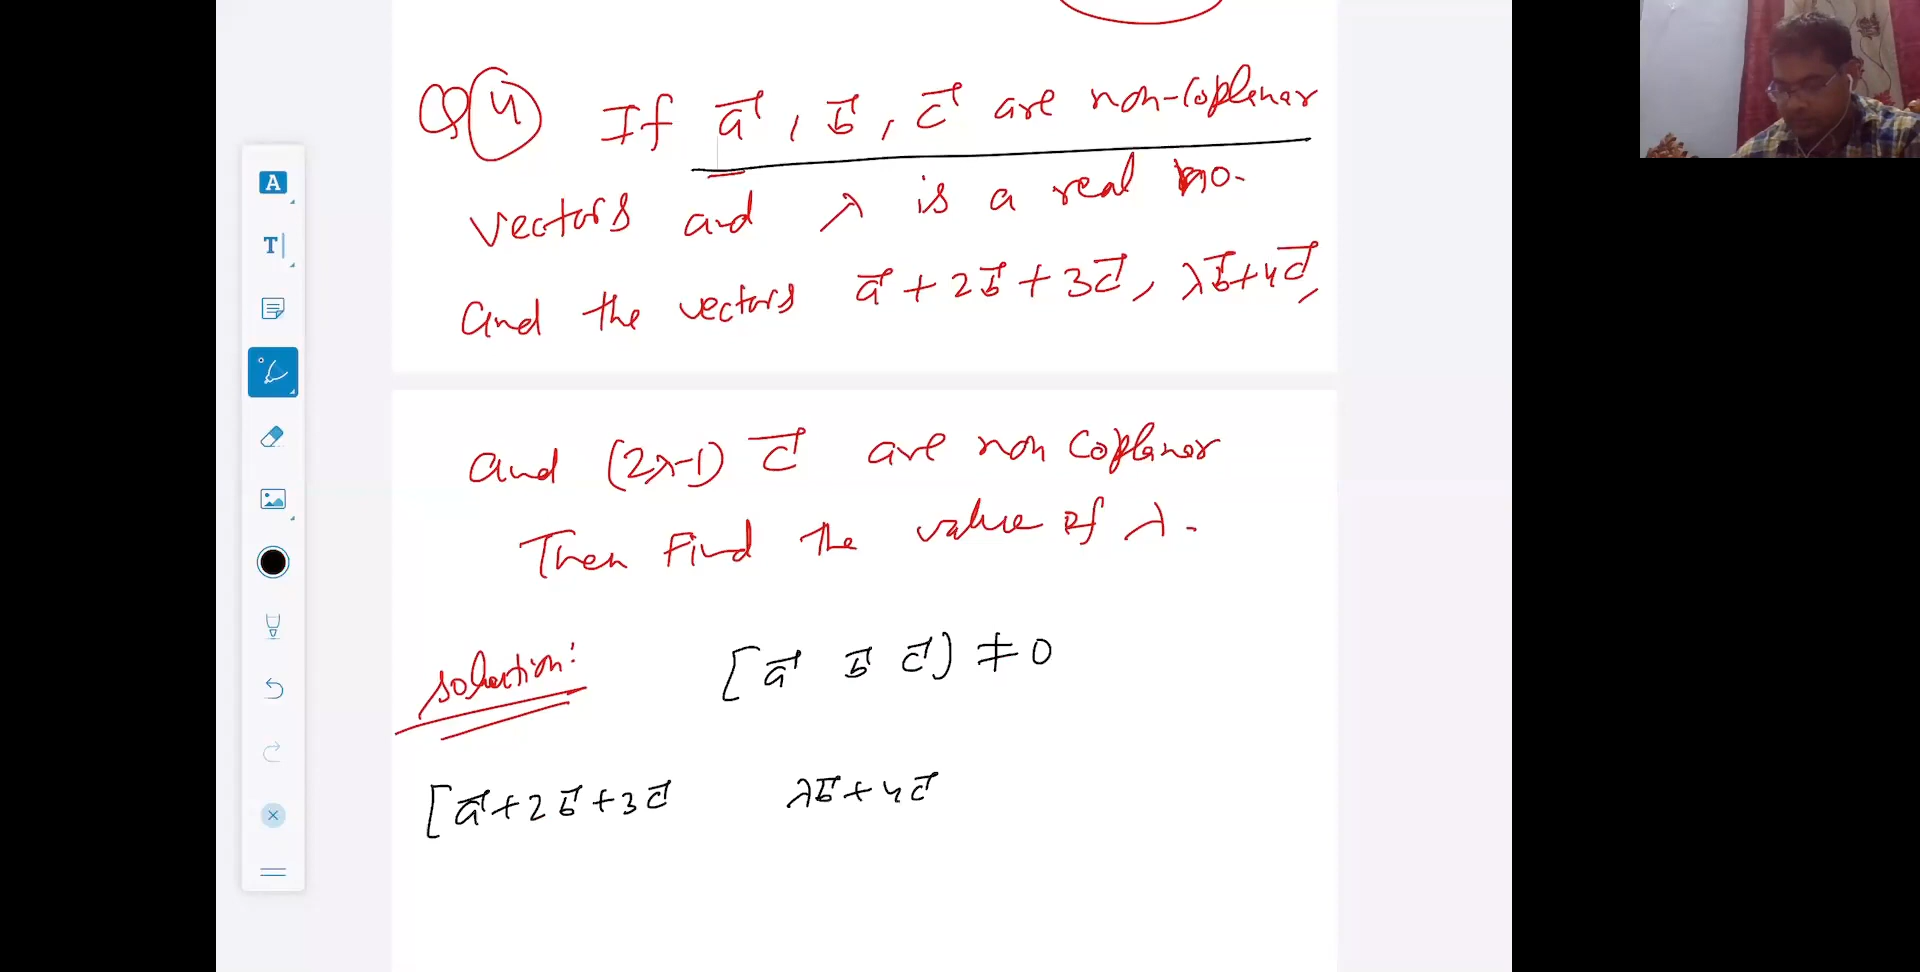 Q(4) If a⃗, b⃗, c⃗ are non-coplanar
vectors and λ is a real no.
and the vectors a⃗ + 2b⃗ + 3c⃗, λb⃗+4c⃗,
and (2λ-1) c⃗ are non coplanar
Then Find the value of λ.
solution: [a⃗ b⃗ c⃗) ≠ 0
[a⃗+2b⃗+3c⃗ λb⃗+4c⃗
A
T